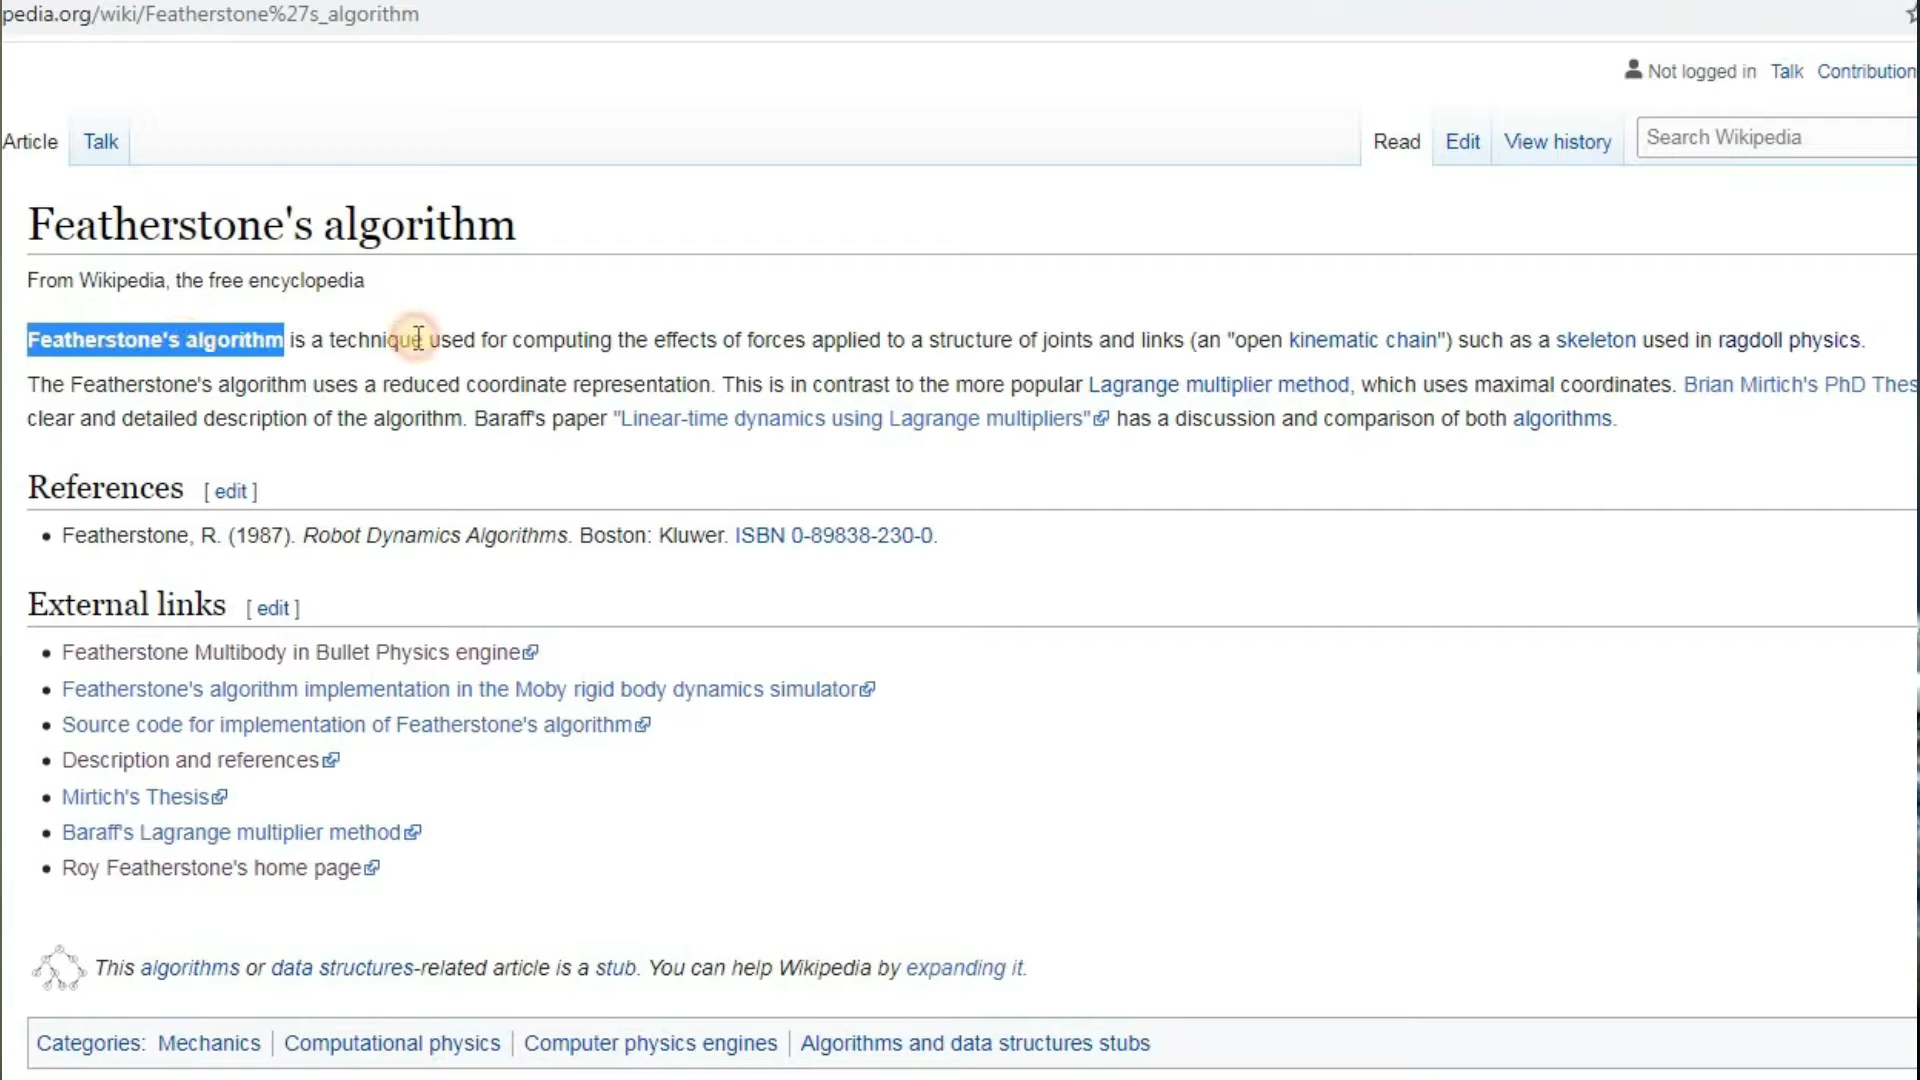 pedia.org/wiki/Featherstone%27s_algorithm
Not logged in Talk Contribution
Article Talk Read Edit View history Search Wikipedia
Featherstone's algorithm
From Wikipedia, the free encyclopedia
Featherstone's algorithm is a technique used for computing the effects of forces applied to a structure of joints and links (an "open kinematic chain") such as a skeleton used in ragdoll physics.
The Featherstone's algorithm uses a reduced coordinate representation. This is in contrast to the more popular Lagrange multiplier method, which uses maximal coordinates. Brian Mirtich's PhD Thes
clear and detailed description of the algorithm. Baraff's paper "Linear-time dynamics using Lagrange multipliers" has a discussion and comparison of both algorithms.
References [ edit ]
• Featherstone, R. (1987). Robot Dynamics Algorithms. Boston: Kluwer. ISBN 0-89838-230-0.
External links [ edit ]
• Featherstone Multibody in Bullet Physics engine
• Featherstone's algorithm implementation in the Moby rigid body dynamics simulator
• Source code for implementation of Featherstone's algorithm
• Description and references
• Mirtich's Thesis
• Baraff's Lagrange multiplier method
• Roy Featherstone's home page
This algorithms or data structures-related article is a stub. You can help Wikipedia by expanding it.
Categories: Mechanics | Computational physics | Computer physics engines | Algorithms and data structures stubs